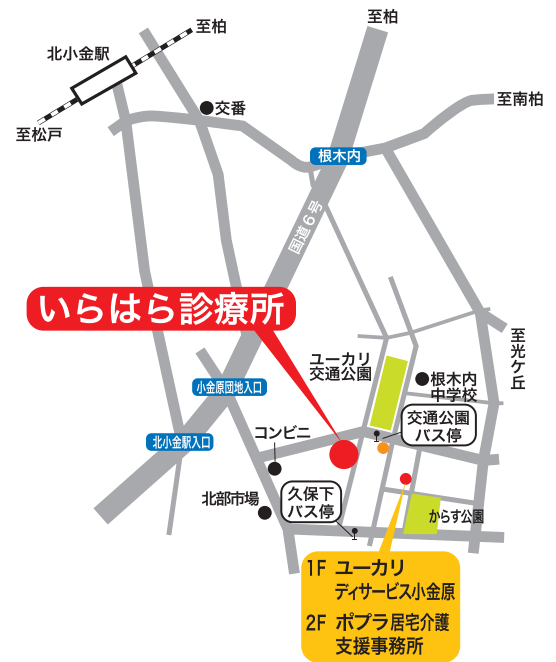 至柏
至柏
北小金駅
至松戸
交番
至南柏
根木内
国道6号
いらはら診療所
至光ケ丘
ユーカリ
交通公園
根木内
中学校
小金原団地入口
交通公園
バス停
コンビニ
北小金駅入口
北部市場
久保下
バス停
からす公園
1F ユーカリ
ディサービス小金原
2F ポプラ居宅介護
支援事務所